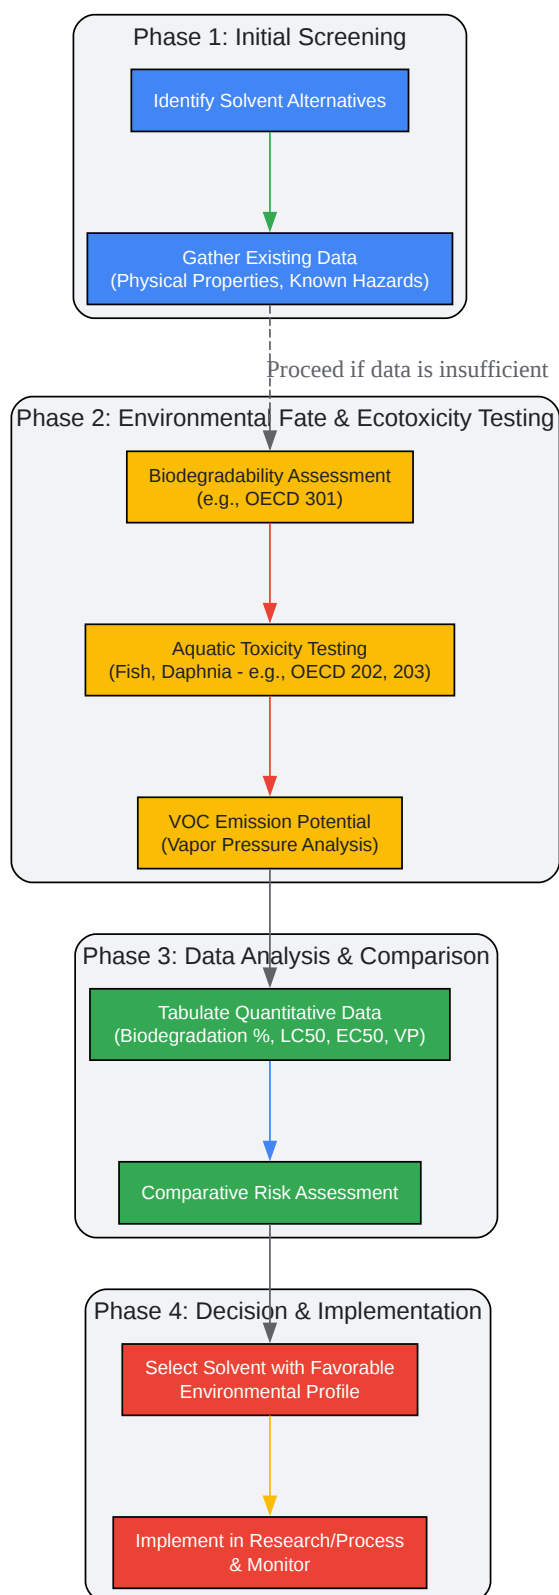 Phase 1: Initial Screening
Identify Solvent Alternatives
Gather Existing Data
(Physical Properties, Known Hazards)
Proceed if data is insufficient
Phase 2: Environmental Fate & Ecotoxicity Testing
Biodegradability Assessment
(e.g., OECD 301)
Aquatic Toxicity Testing
(Fish, Daphnia - e.g., OECD 202, 203)
VOC Emission Potential
(Vapor Pressure Analysis)
Phase 3: Data Analysis & Comparison
Tabulate Quantitative Data
(Biodegradation %, LC50, EC50, VP)
Comparative Risk Assessment
Phase 4: Decision & Implementation
Select Solvent with Favorable
Environmental Profile
Implement in Research/Process
& Monitor